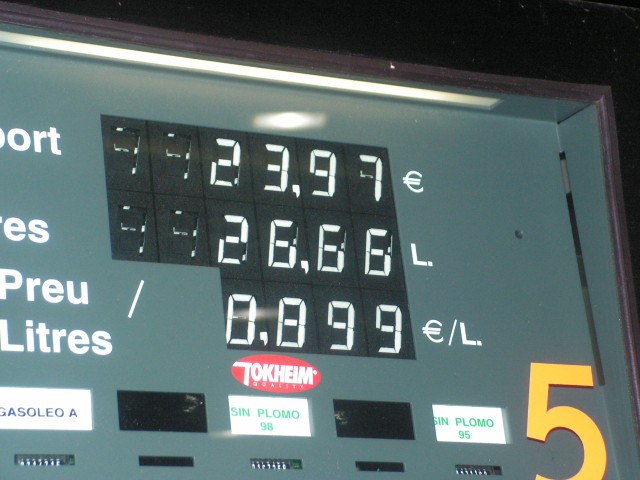 port 23,97 €
res 26,66 L.
Preu /
Litres 0,899 €/L.
TOKHEIM
QUALITY
GASOLEO A
SIN PLOMO
98
SIN PLOMO
95
5